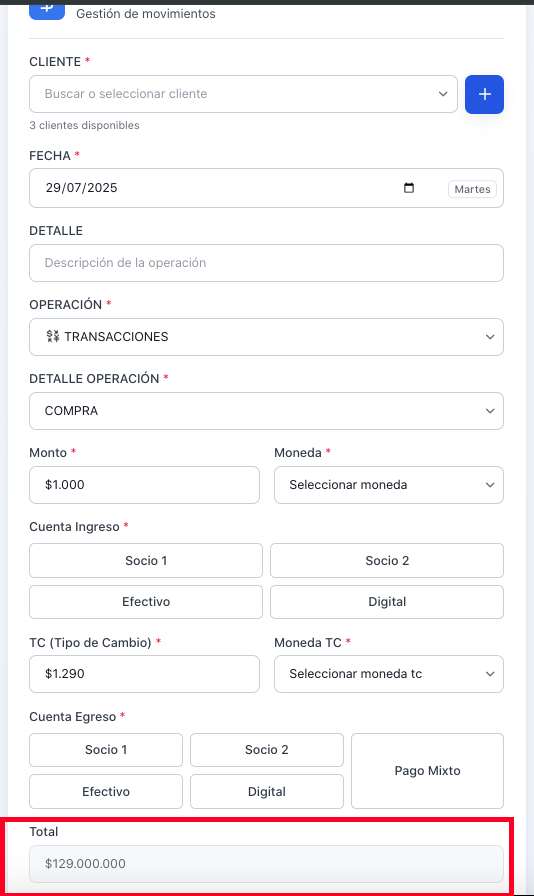 Gestión de movimientos
CLIENTE *
Buscar o seleccionar cliente
+
3 clientes disponibles
FECHA *
29/07/2025
Martes
DETALLE
Descripción de la operación
OPERACIÓN *
💱 TRANSACCIONES
DETALLE OPERACIÓN *
COMPRA
Monto *
Moneda *
$1.000
Seleccionar moneda
Cuenta Ingreso *
Socio 1
Socio 2
Efectivo
Digital
TC (Tipo de Cambio) *
Moneda TC *
$1.290
Seleccionar moneda tc
Cuenta Egreso *
Socio 1
Socio 2
Pago Mixto
Efectivo
Digital
Total
$129.000.000